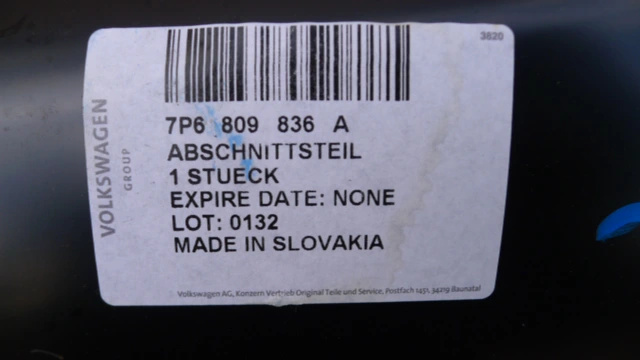 3820
VOLKSWAGEN
GROUP
7P6 809 836 A
ABSCHNITTSTEIL
1 STUECK
EXPIRE DATE: NONE
LOT: 0132
MADE IN SLOVAKIA
Volkswagen AG, Konzern Vertrieb Original Teile und Service, Postfach 1451, 34219 Baunatal